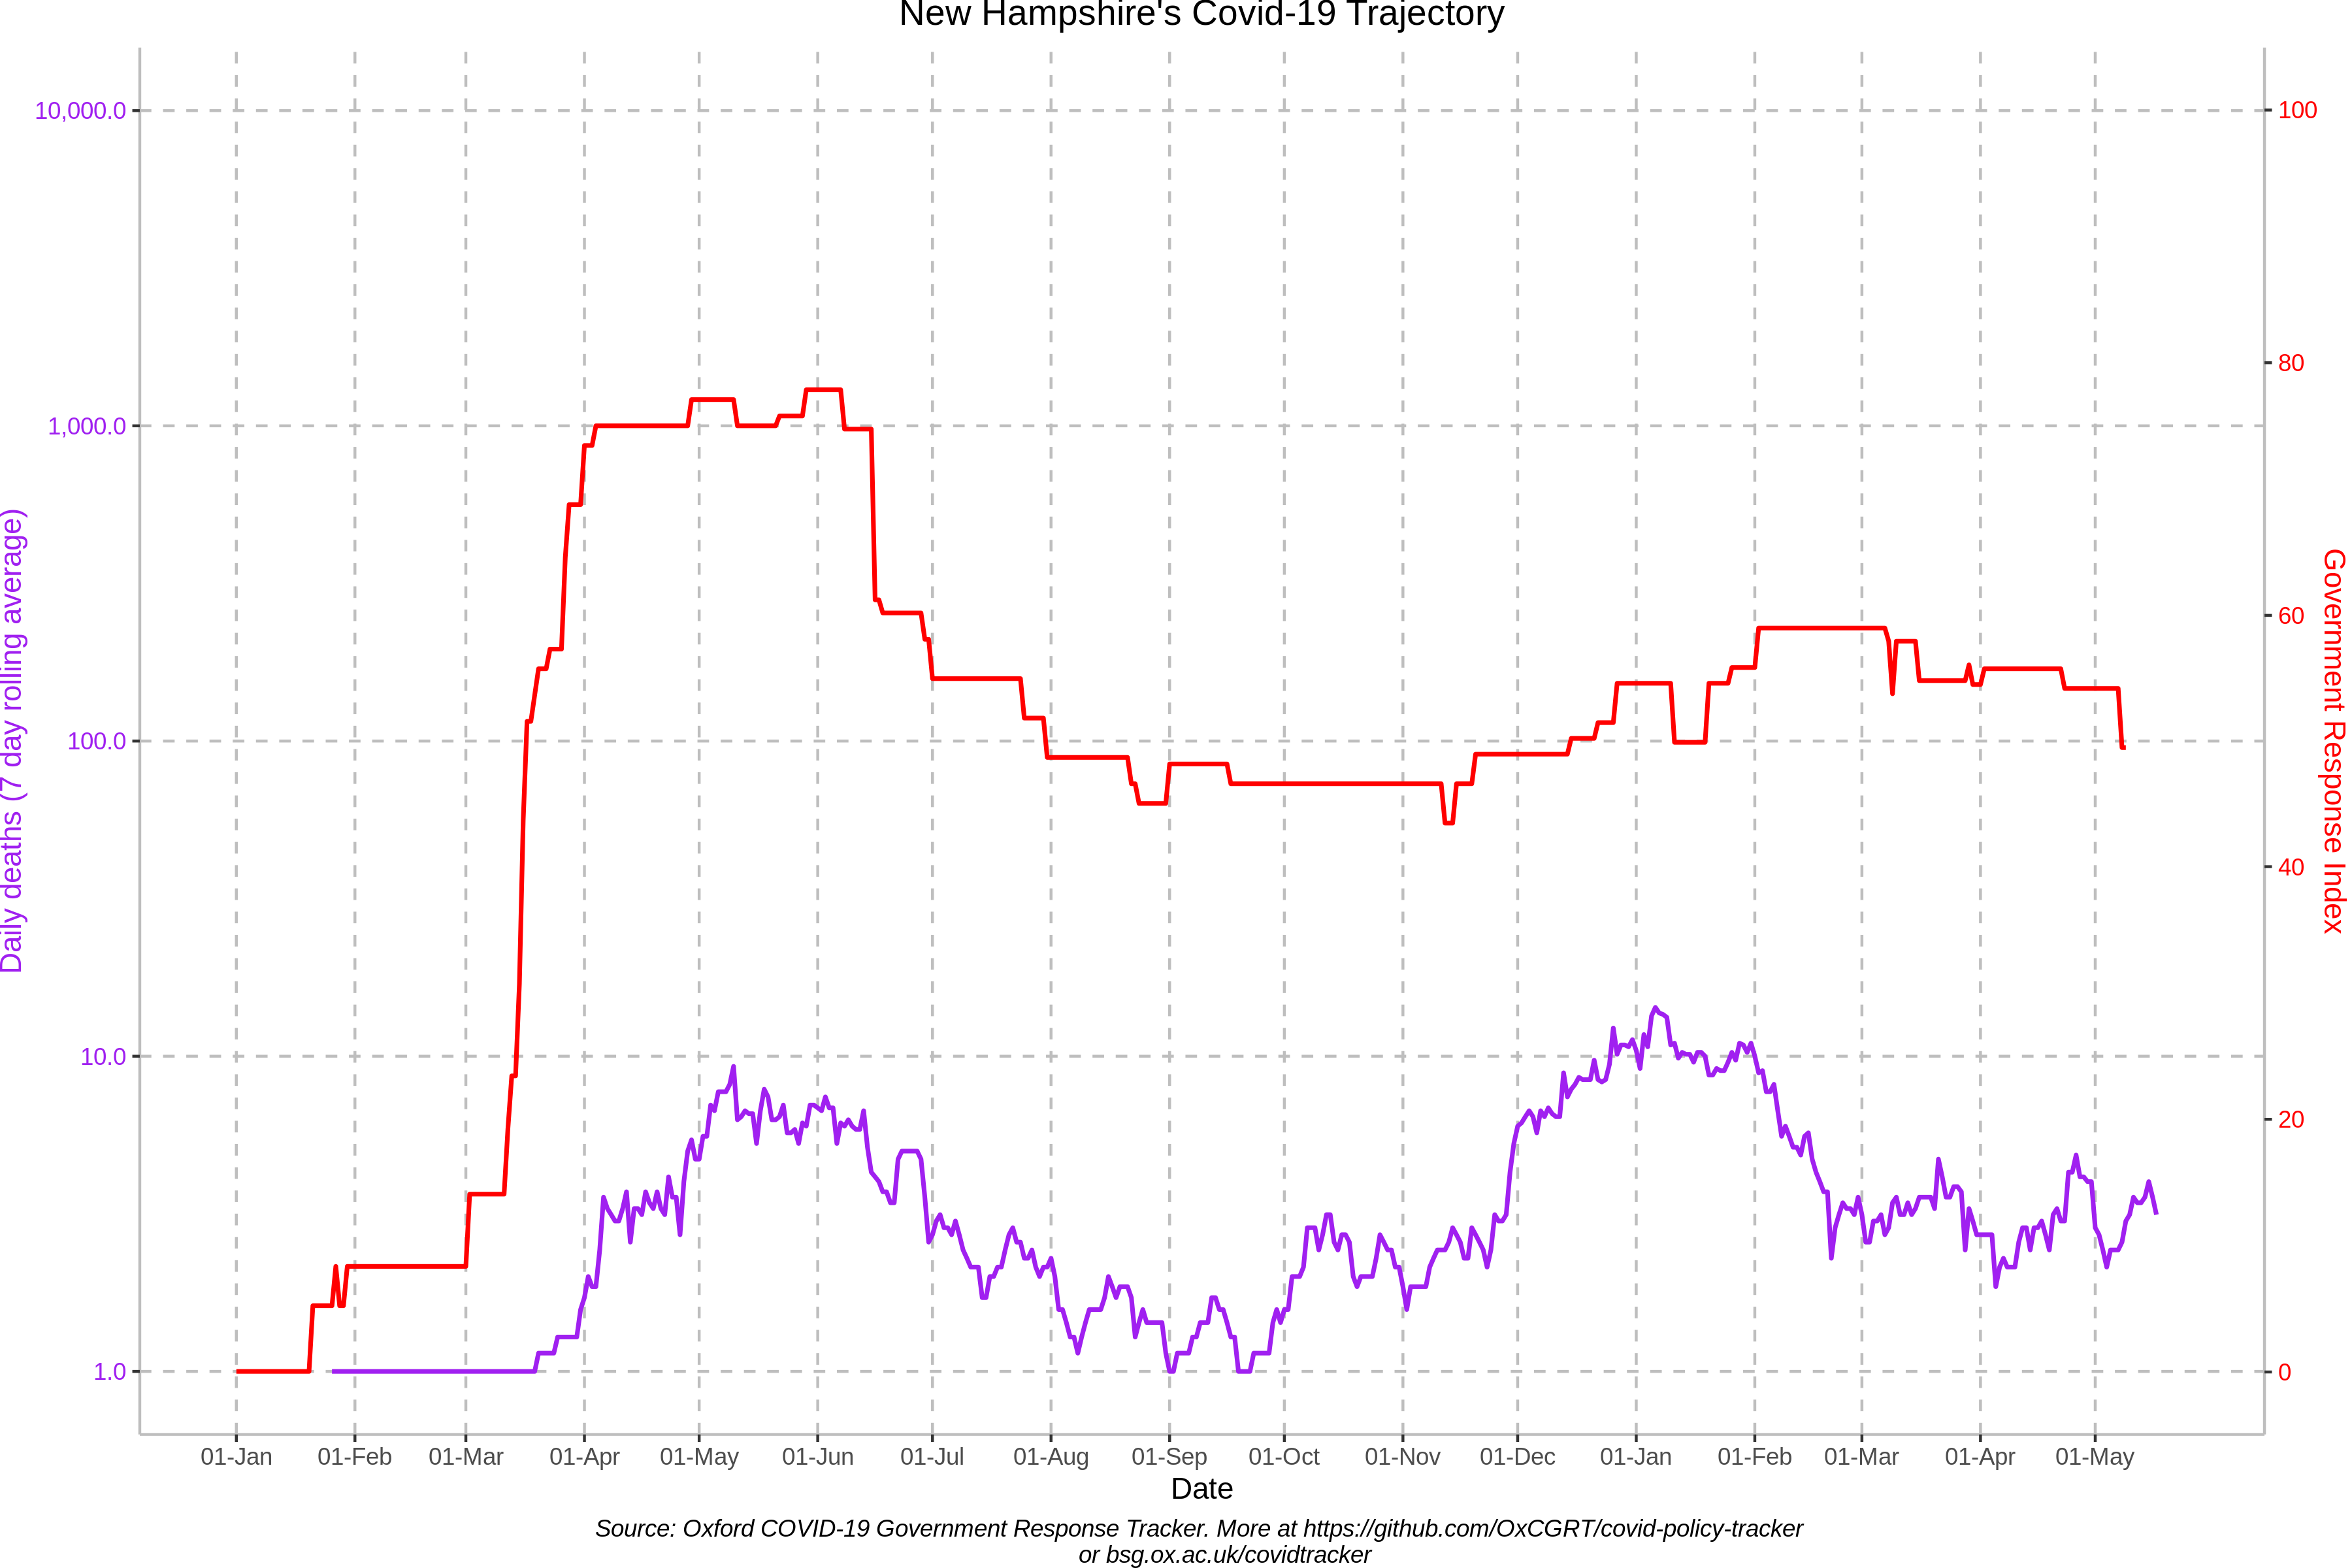 New Hampshire's Covid-19 Trajectory
10,000.0
1,000.0
100.0
10.0
1.0
Daily deaths (7 day rolling average)
100
80
60
40
20
0
Government Response Index
01-Jan 01-Feb 01-Mar 01-Apr 01-May 01-Jun 01-Jul 01-Aug 01-Sep 01-Oct 01-Nov 01-Dec 01-Jan 01-Feb 01-Mar 01-Apr 01-May
Date
Source: Oxford COVID-19 Government Response Tracker. More at https://github.com/OxCGRT/covid-policy-tracker
or bsg.ox.ac.uk/covidtracker